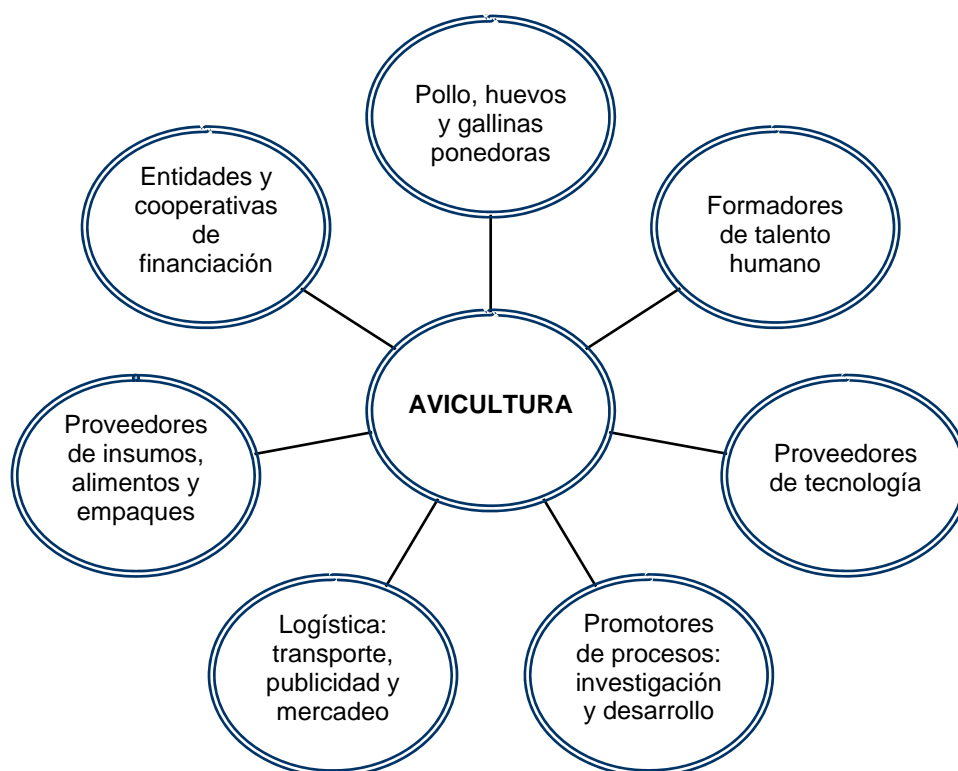 Pollo, huevos
y gallinas
ponedoras
Entidades y
cooperativas
de
financiación
Formadores
de talento
humano
AVICULTURA
Proveedores
de insumos,
alimentos y
empaques
Proveedores
de tecnología
Logística:
transporte,
publicidad y
mercadeo
Promotores
de procesos:
investigación
y desarrollo